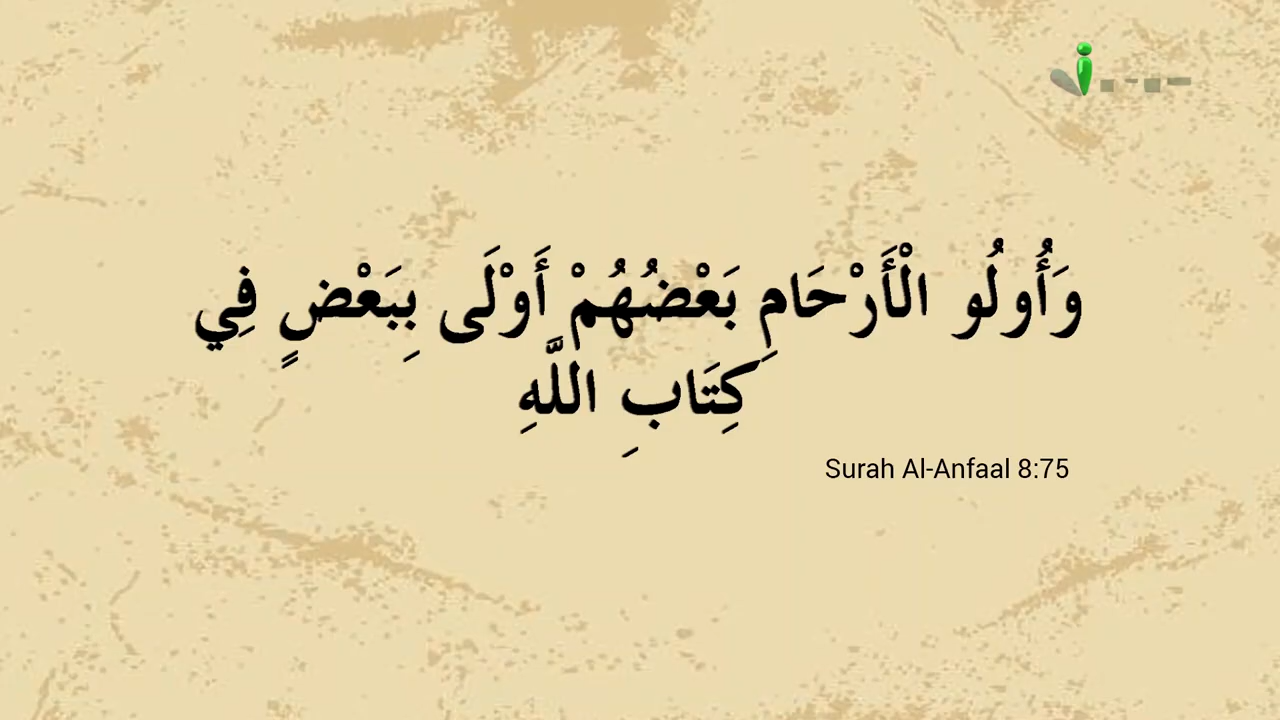 وَأُولُو الْأَرْحَامِ بَعْضُهُمْ أَوْلَى بِبَعْضٍ فِي
كِتَابِ اللَّهِ
Surah Al-Anfaal 8:75